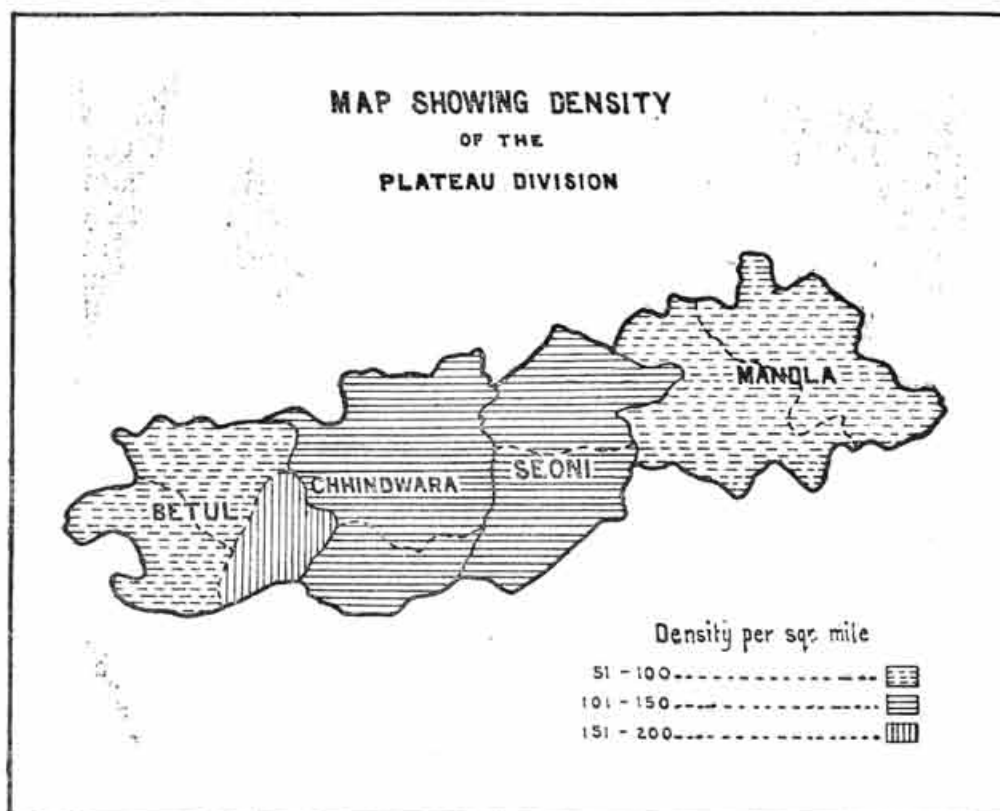 MAP SHOWING DENSITY
OF THE
PLATEAU DIVISION
MANDLA
SEONI
CHHINDWARA
BETUL
Density per sqr. mile
51 - 100
101 - 150
151 - 200